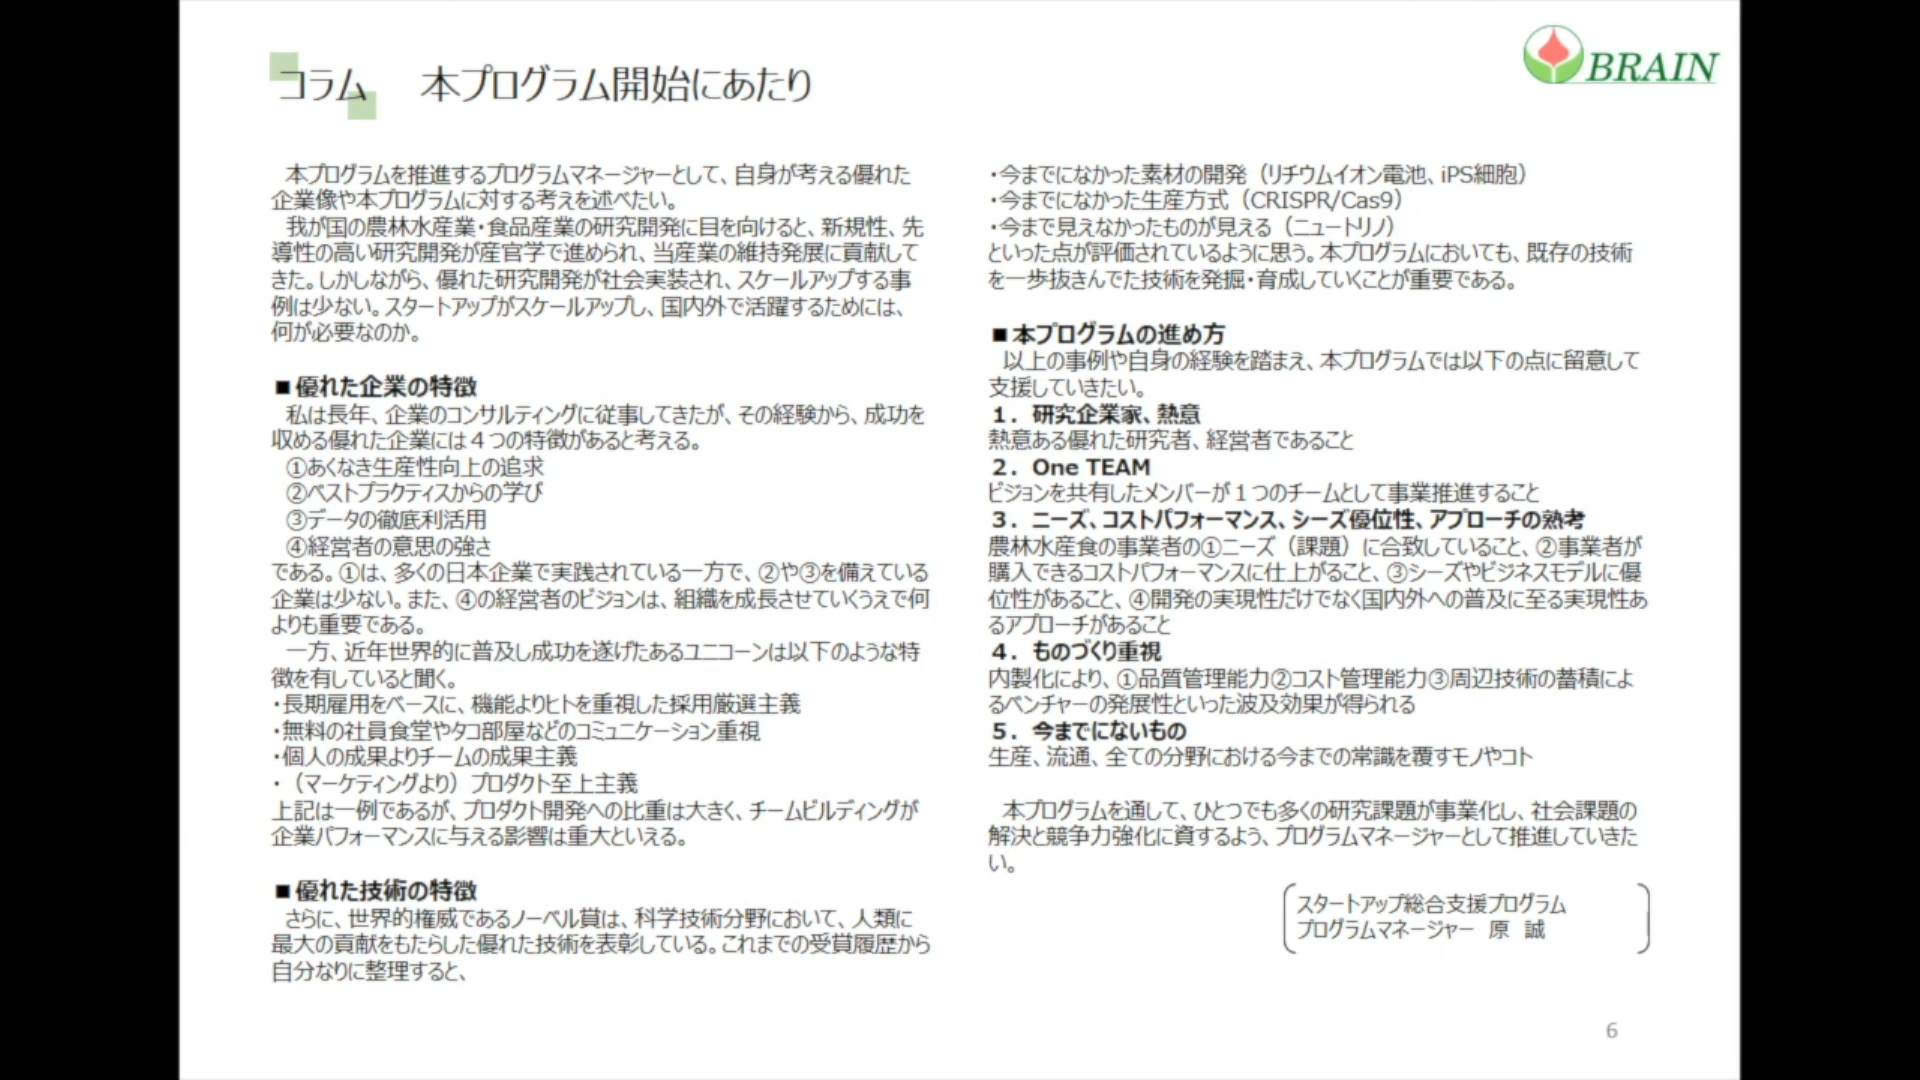 コラム　本プログラム開始にあたり
BRAIN
本プログラムを推進するプログラムマネージャーとして、自身が考える優れた
企業像や本プログラムに対する考えを述べたい。
我が国の農林水産業・食品産業の研究開発に目を向けると、新規性、先
導性の高い研究開発が産官学で進められ、当産業の維持発展に貢献して
きた。しかしながら、優れた研究開発が社会実装され、スケールアップする事
例は少ない。スタートアップがスケールアップし、国内外で活躍するためには、
何が必要なのか。
■優れた企業の特徴
私は長年、企業のコンサルティングに従事してきたが、その経験から、成功を
収める優れた企業には４つの特徴があると考える。
①あくなき生産性向上の追求
②ベストプラクティスからの学び
③データの徹底利活用
④経営者の意思の強さ
である。①は、多くの日本企業で実践されている一方で、②や③を備えている
企業は少ない。また、④の経営者のビジョンは、組織を成長させていくうえで何
よりも重要である。
一方、近年世界的に普及し成功を遂げたあるユニコーンは以下のような特
徴を有していると聞く。
・長期雇用をベースに、機能よりヒトを重視した採用厳選主義
・無料の社員食堂やタコ部屋などのコミュニケーション重視
・個人の成果よりチームの成果主義
・（マーケティングより）プロダクト至上主義
上記は一例であるが、プロダクト開発への比重は大きく、チームビルディングが
企業パフォーマンスに与える影響は重大といえる。
■優れた技術の特徴
さらに、世界的権威であるノーベル賞は、科学技術分野において、人類に
最大の貢献をもたらした優れた技術を表彰している。これまでの受賞履歴から
自分なりに整理すると、
・今までになかった素材の開発（リチウムイオン電池、iPS細胞）
・今までになかった生産方式（CRISPR/Cas9）
・今まで見えなかったものが見える（ニュートリノ）
といった点が評価されているように思う。本プログラムにおいても、既存の技術
を一歩抜きんでた技術を発掘・育成していくことが重要である。
■本プログラムの進め方
以上の事例や自身の経験を踏まえ、本プログラムでは以下の点に留意して
支援していきたい。
１．研究企業家、熱意
熱意ある優れた研究者、経営者であること
２．One TEAM
ビジョンを共有したメンバーが１つのチームとして事業推進すること
３．ニーズ、コストパフォーマンス、シーズ優位性、アプローチの熟考
農林水産食の事業者の①ニーズ（課題）に合致していること、②事業者が
購入できるコストパフォーマンスに仕上がること、③シーズやビジネスモデルに優
位性があること、④開発の実現性だけでなく国内外への普及に至る実現性あ
るアプローチがあること
４．ものづくり重視
内製化により、①品質管理能力②コスト管理能力③周辺技術の蓄積によ
るベンチャーの発展性といった波及効果が得られる
５．今までにないもの
生産、流通、全ての分野における今までの常識を覆すモノやコト
本プログラムを通して、ひとつでも多くの研究課題が事業化し、社会課題の
解決と競争力強化に資するよう、プログラムマネージャーとして推進していきた
い。
スタートアップ総合支援プログラム
プログラムマネージャー　原　誠
6